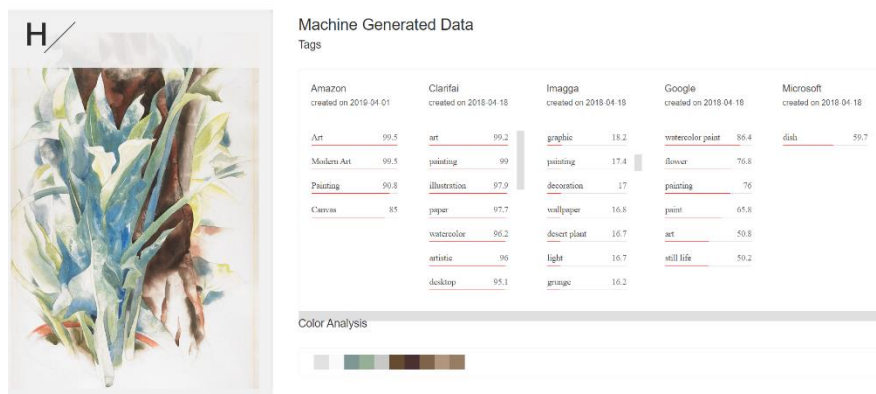 H/
Machine Generated Data
Tags
Amazon
created on 2019-04-01
Art 99.5
Modern Art 99.5
Painting 90.8
Canvas 85
Clarifai
created on 2018-04-18
art 99.2
painting 99
illustration 97.9
paper 97.7
watercolor 96.2
artistic 96
desktop 95.1
Imagga
created on 2018-04-18
graphic 18.2
painting 17.4
decoration 17
wallpaper 16.8
desert plant 16.7
light 16.7
grunge 16.2
Google
created on 2018-04-18
watercolor paint 86.4
flower 76.8
painting 76
paint 65.8
art 50.8
still life 50.2
Microsoft
created on 2018-04-18
dish 59.7
Color Analysis